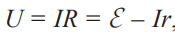 U = IR = ℰ – Ir,